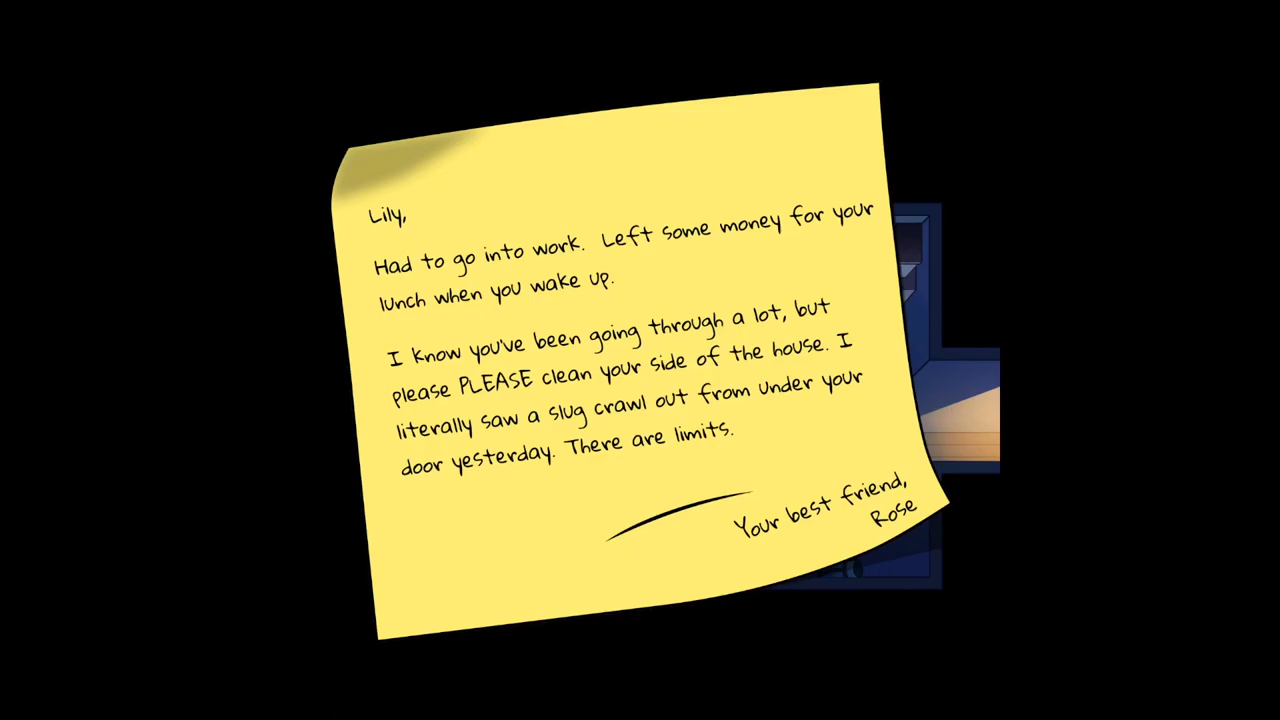 Lily,
Had to go into work. Left some money for your
lunch when you wake up.
I know you've been going through a lot, but
please PLEASE clean your side of the house. I
literally saw a slug crawl out from under your
door yesterday. There are limits.
Your best friend,
Rose